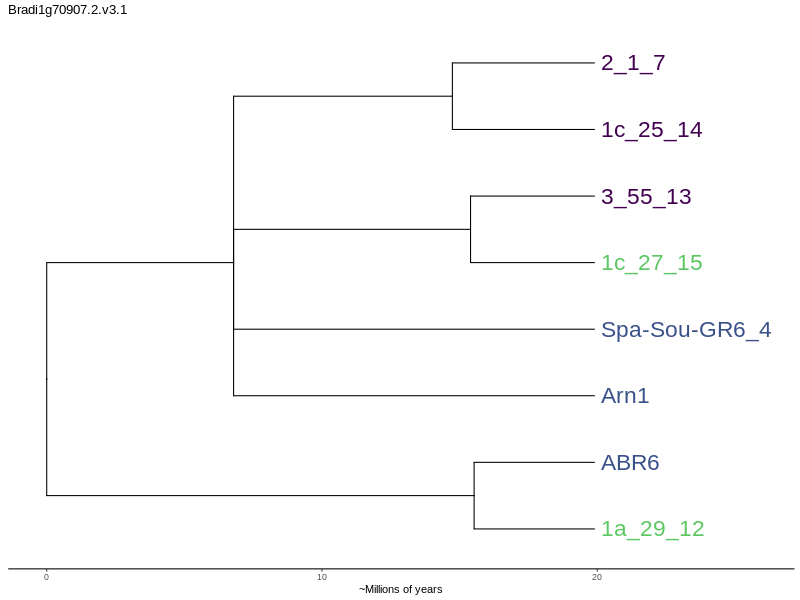 Bradi1g70907.2.v3.1
2_1_7
1c_25_14
3_55_13
1c_27_15
Spa-Sou-GR6_4
Arn1
ABR6
1a_29_12
0 10 20
~Millions of years